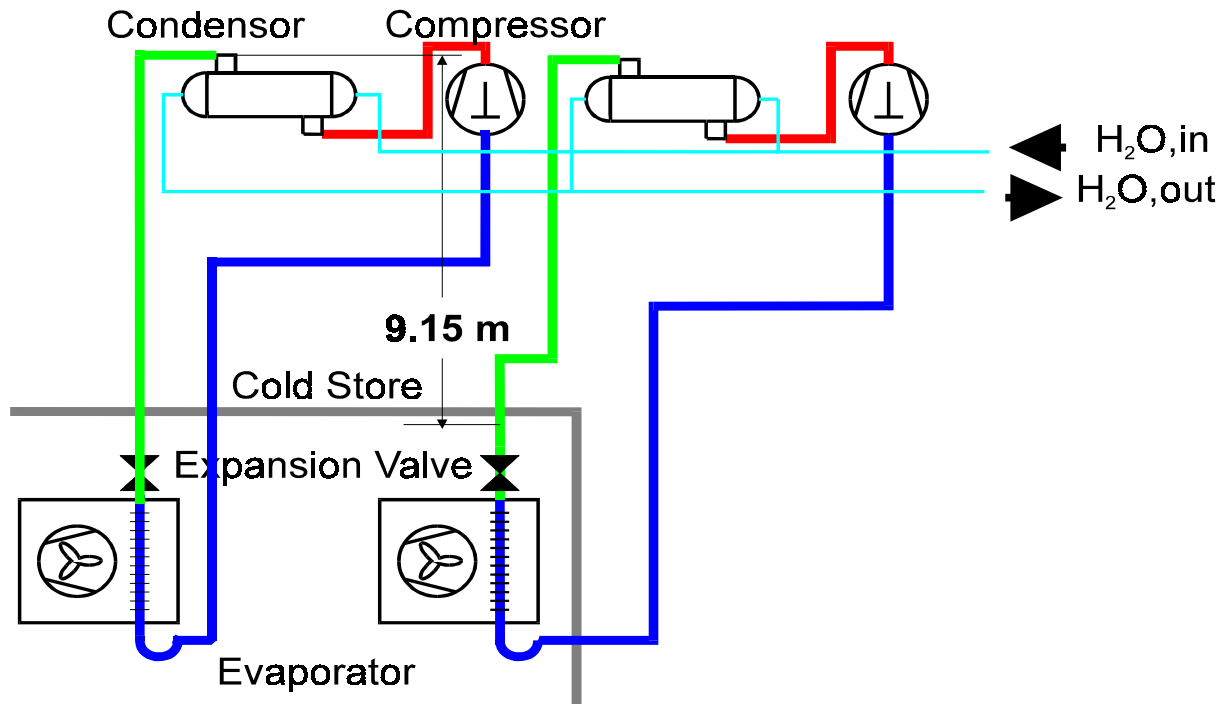 Condensor
Compressor
H₂O,in
H₂O,out
9.15 m
Cold Store
Expansion Valve
Evaporator